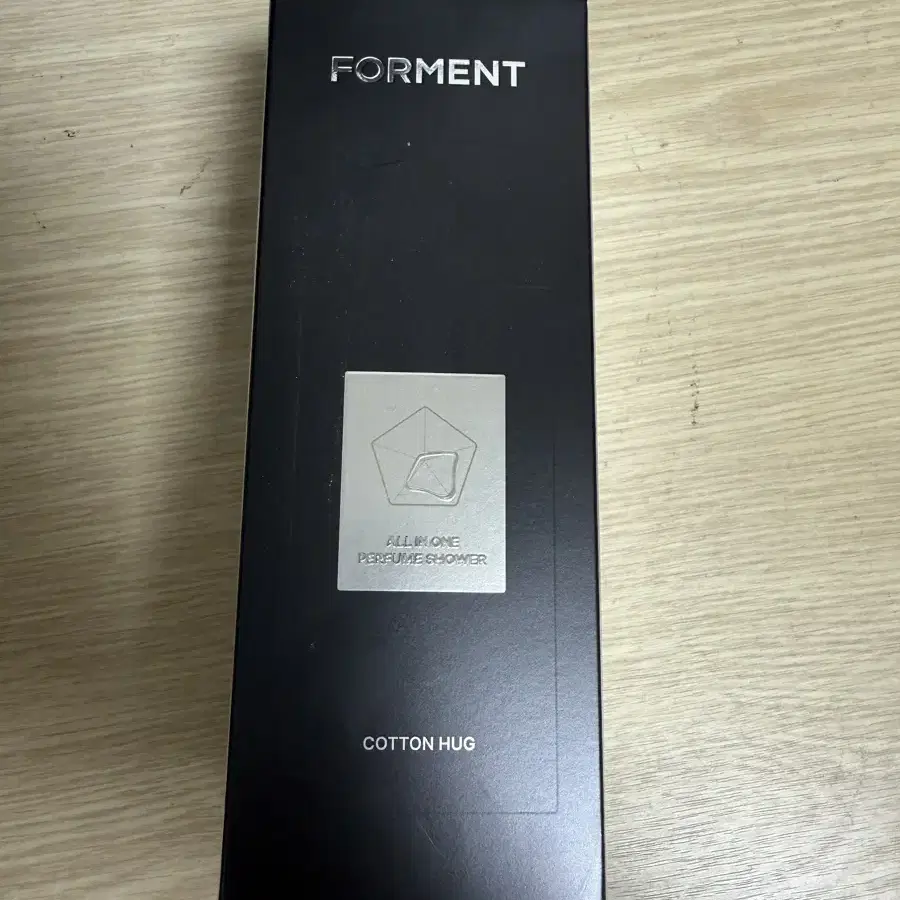 FORMENT
ALL IN ONE
PERFUME SHOWER
COTTON HUG